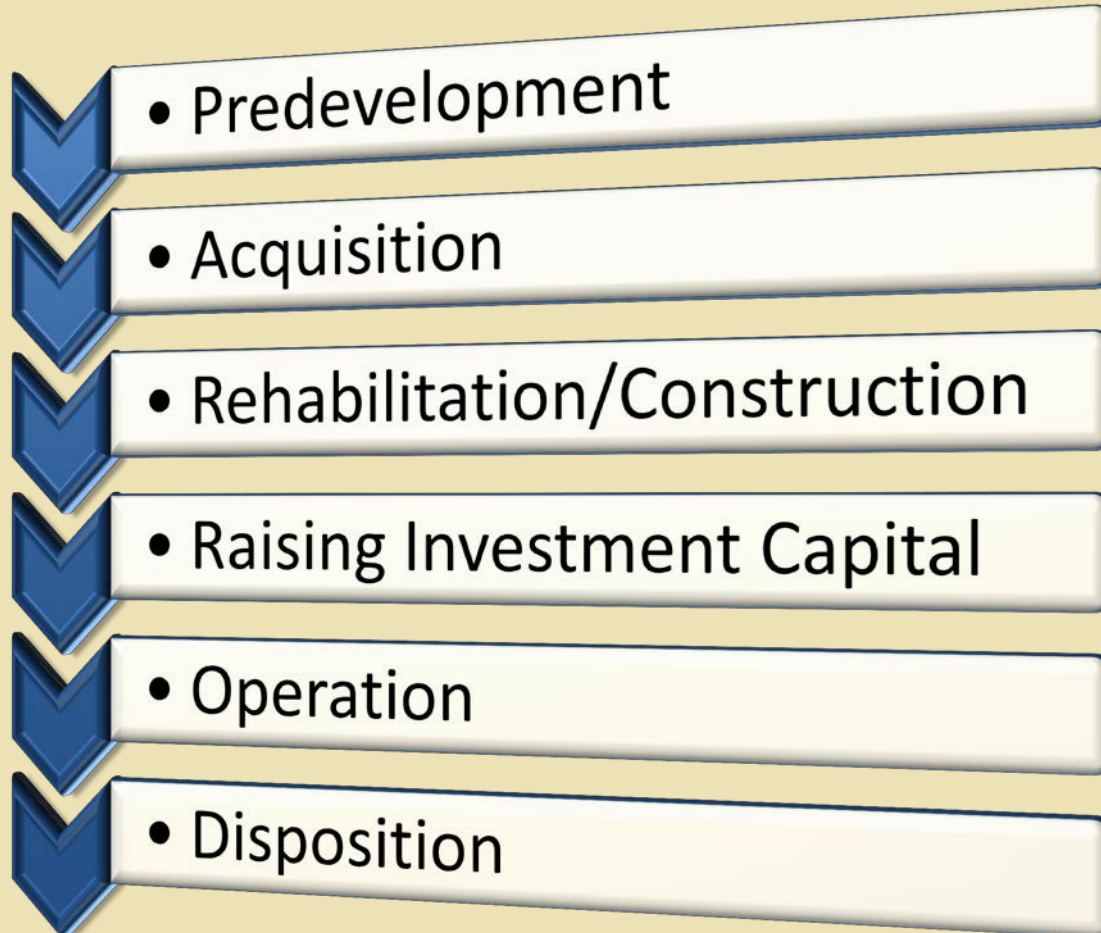 • Predevelopment
• Acquisition
• Rehabilitation/Construction
• Raising Investment Capital
• Operation
• Disposition